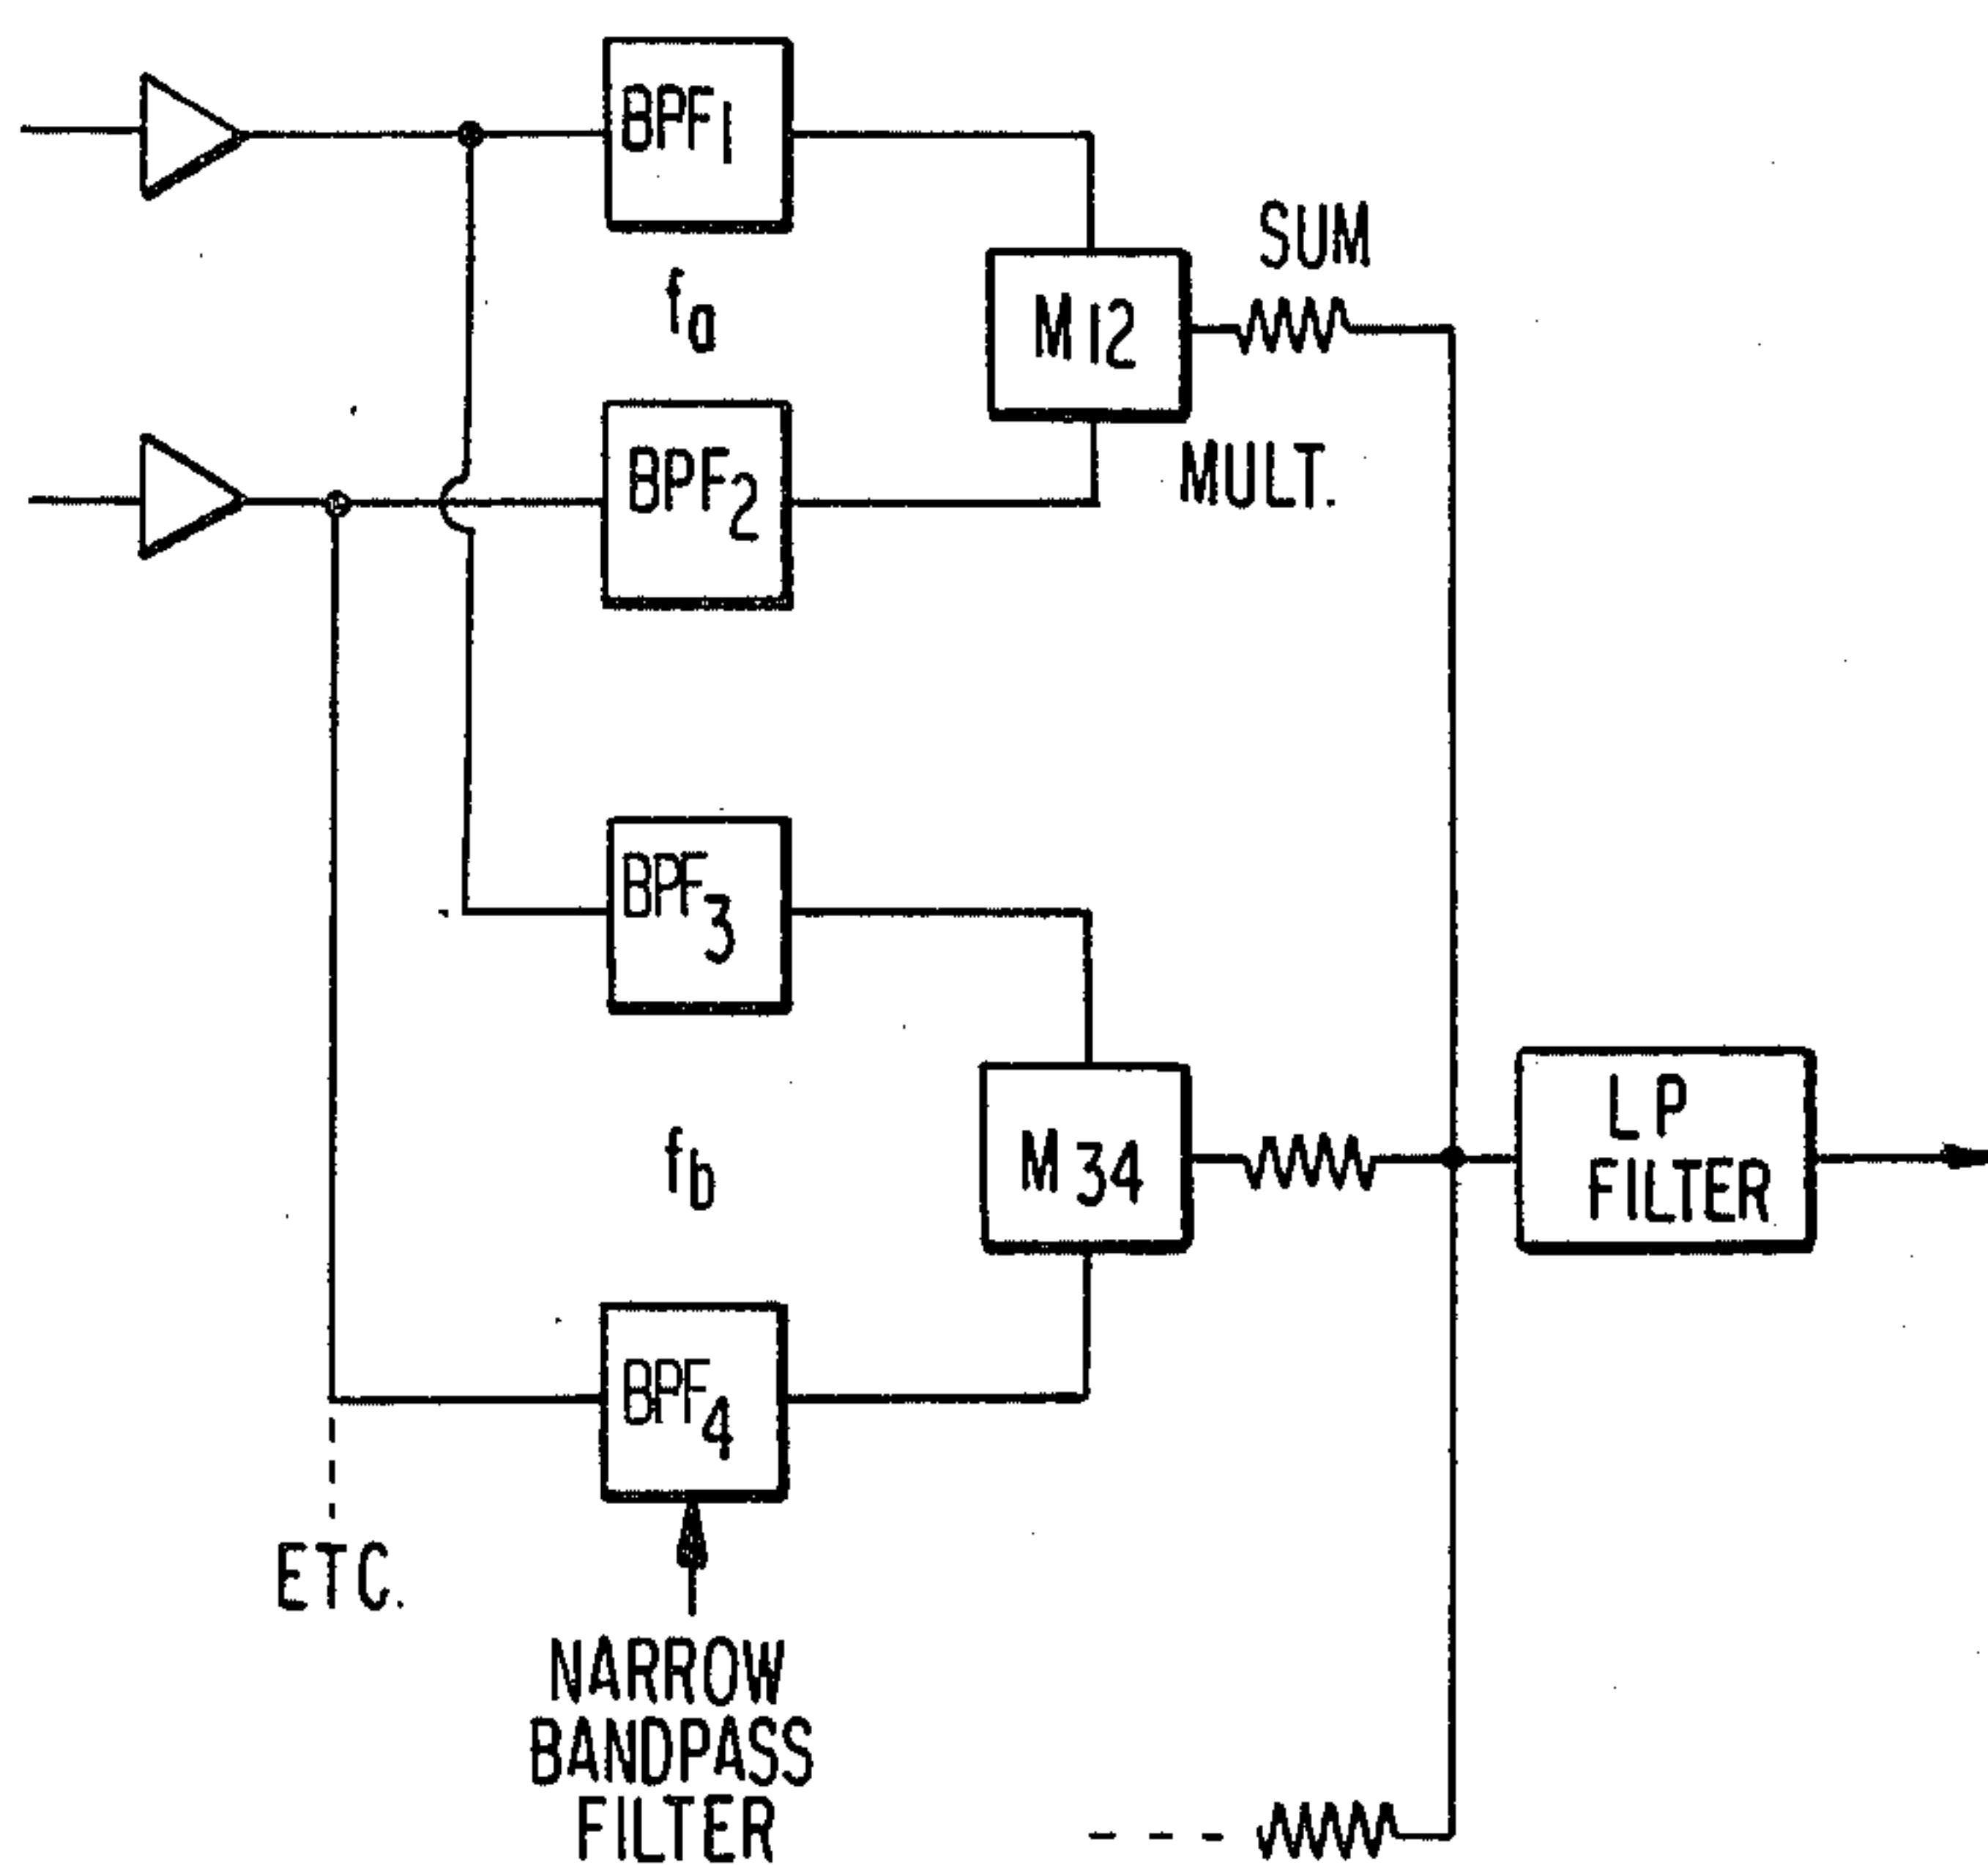 BPF1
SUM
fa
M12
BPF2
MULT.
BPF3
LP
FILTER
fb
M34
BPF4
ETC.
NARROW
BANDPASS
FILTER